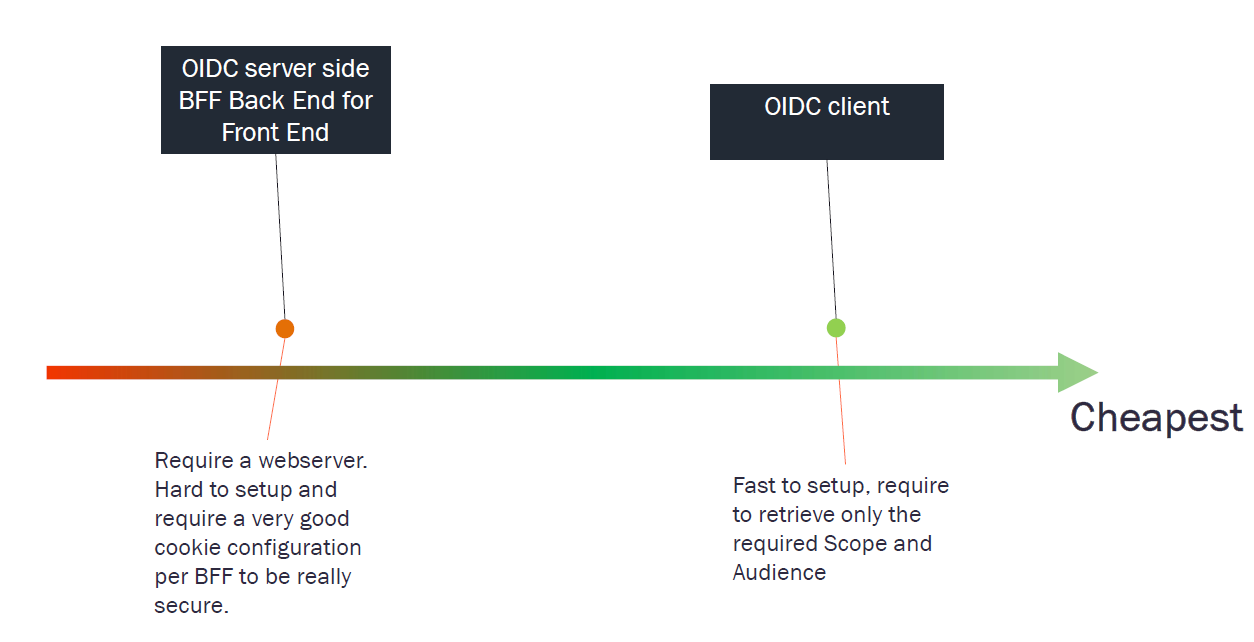 OIDC server side
BFF Back End for
Front End
OIDC client
Cheapest
Require a webserver.
Hard to setup and
require a very good
cookie configuration
per BFF to be really
secure.
Fast to setup, require
to retrieve only the
required Scope and
Audience